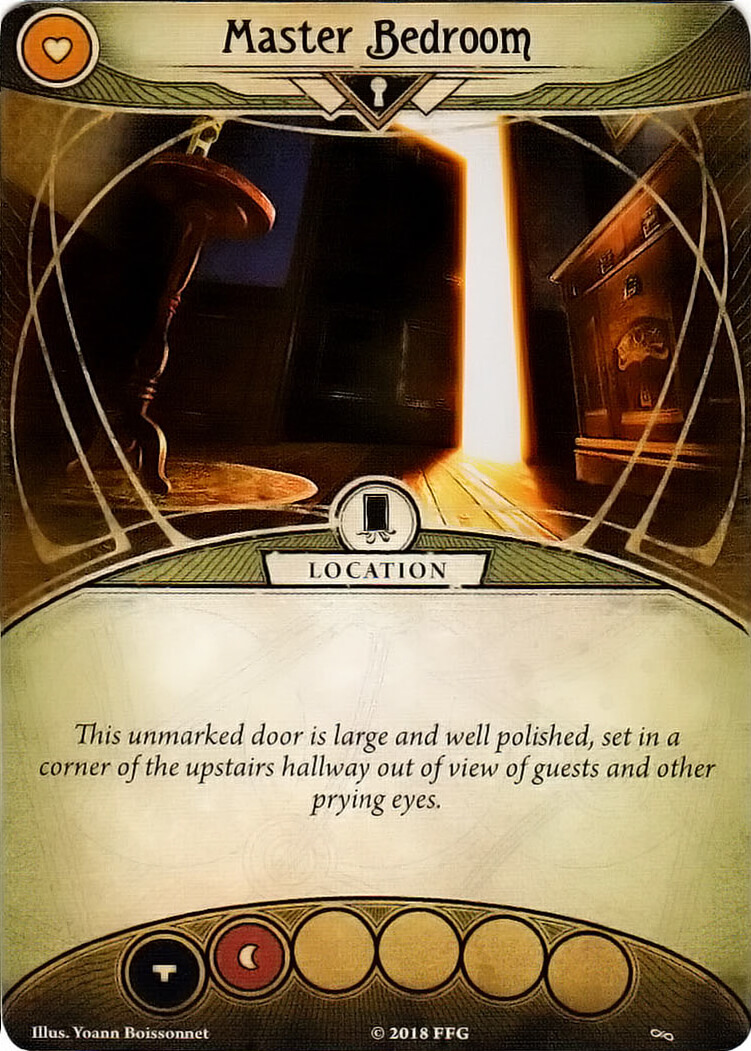 Master Bedroom
LOCATION
This unmarked door is large and well polished, set in a
corner of the upstairs hallway out of view of guests and other
prying eyes.
Illus. Yoann Boissonnet
© 2018 FFG